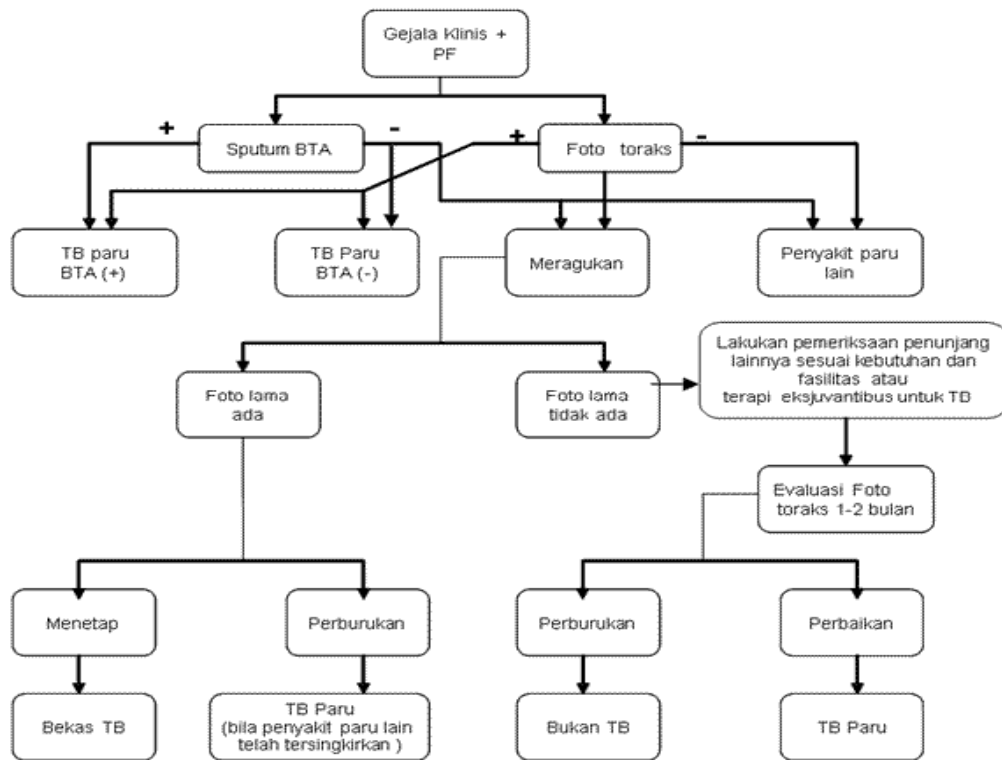 Gejala Klinis +
PF
+
Sputum BTA
-
+
Foto toraks
-
TB paru
BTA (+)
TB Paru
BTA (-)
Meragukan
Penyakit paru
lain
Foto lama
ada
Foto lama
tidak ada
Lakukan pemeriksaan penunjang
lainnya sesuai kebutuhan dan
fasilitas atau
terapi eksjuvantibus untuk TB
Evaluasi Foto
toraks 1-2 bulan
Menetap
Perburukan
Perburukan
Perbaikan
Bekas TB
TB Paru
(bila penyakit paru lain
telah tersingkirkan )
Bukan TB
TB Paru